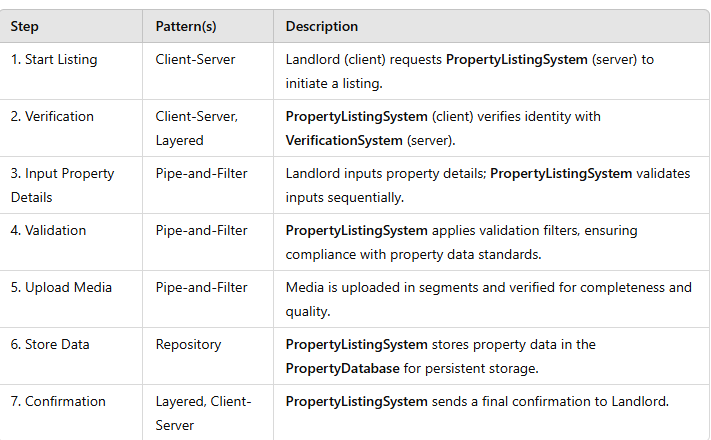 Step Pattern(s) Description
1. Start Listing Client-Server Landlord (client) requests PropertyListingSystem (server) to
initiate a listing.
2. Verification Client-Server, PropertyListingSystem (client) verifies identity with
Layered VerificationSystem (server).
3. Input Property Pipe-and-Filter Landlord inputs property details; PropertyListingSystem validates
Details inputs sequentially.
4. Validation Pipe-and-Filter PropertyListingSystem applies validation filters, ensuring
compliance with property data standards.
5. Upload Media Pipe-and-Filter Media is uploaded in segments and verified for completeness and
quality.
6. Store Data Repository PropertyListingSystem stores property data in the
PropertyDatabase for persistent storage.
7. Confirmation Layered, Client- PropertyListingSystem sends a final confirmation to Landlord.
Server